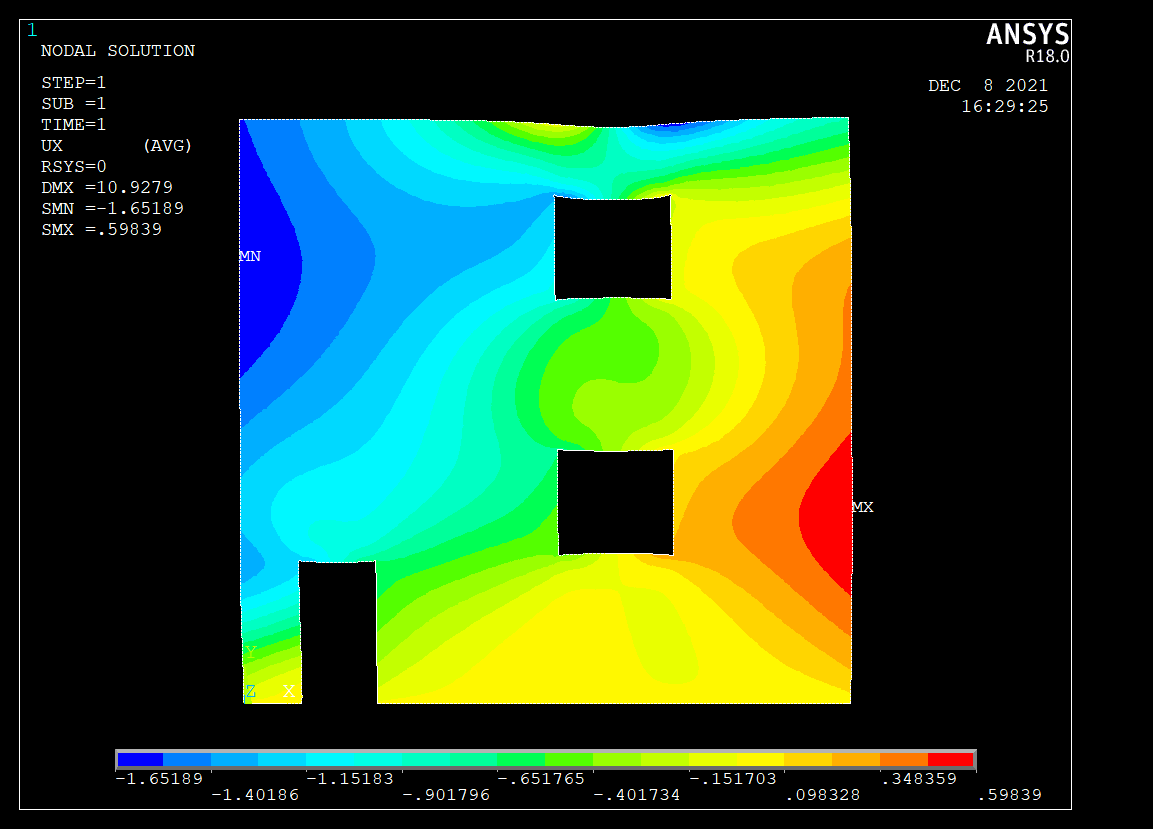 1
ANSYS
R18.0
NODAL SOLUTION
STEP=1
SUB =1
TIME=1
UX (AVG)
RSYS=0
DMX =10.9279
SMN =-1.65189
SMX =.59839
DEC 8 2021
16:29:25
MN
MX
Y
Z X
-1.65189 -1.15183 -.651765 -.151703 .348359
-1.40186 -.901796 -.401734 .098328 .59839